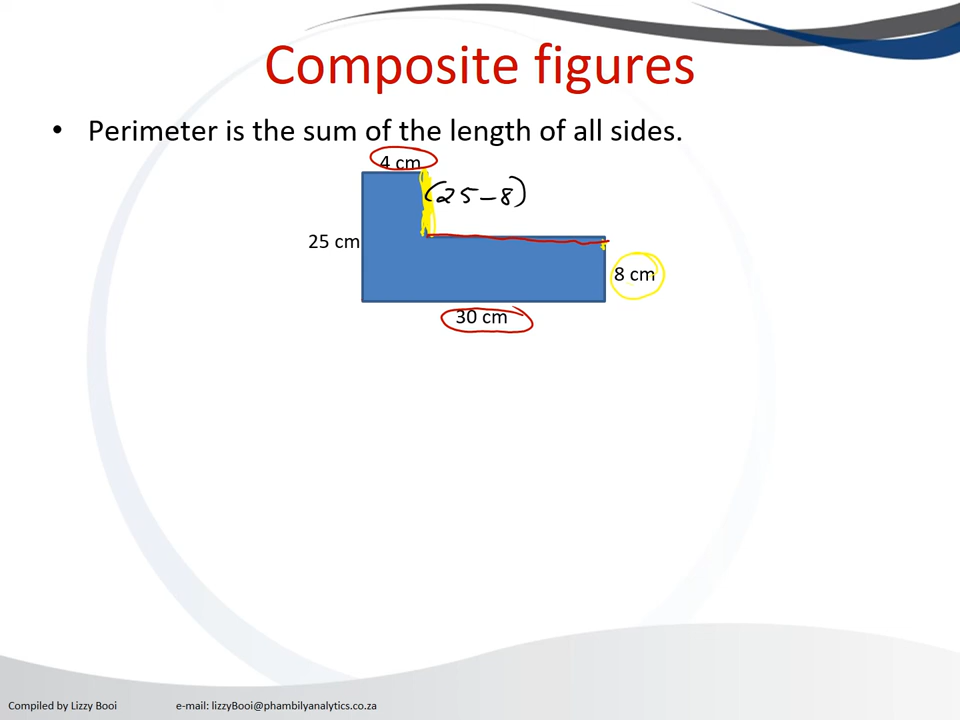 Composite figures
• Perimeter is the sum of the length of all sides.
4 cm
(25-8)
25 cm
8 cm
30 cm
Compiled by Lizzy Booi e-mail: lizzyBooi@phambilyanalytics.co.za